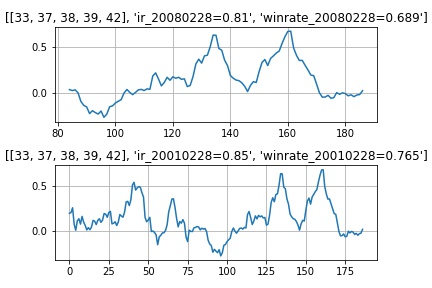 [[33, 37, 38, 39, 42], 'ir_20080228=0.81', 'winrate_20080228=0.689']
0.5
0.0
80 100 120 140 160 180
[[33, 37, 38, 39, 42], 'ir_20010228=0.85', 'winrate_20010228=0.765']
0.5
0.0
0 25 50 75 100 125 150 175